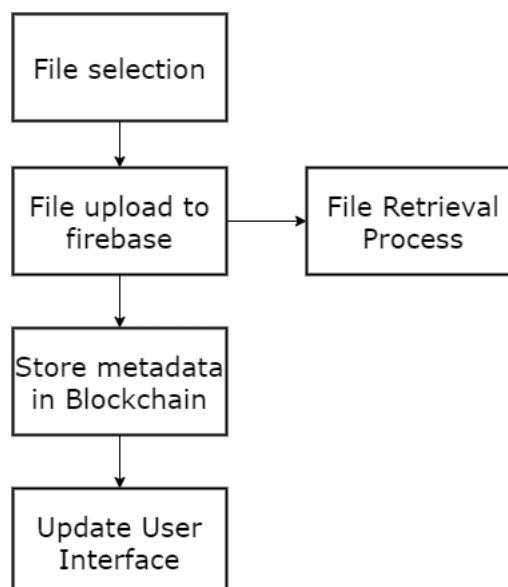 File selection
File upload to
firebase
File Retrieval
Process
Store metadata
in Blockchain
Update User
Interface